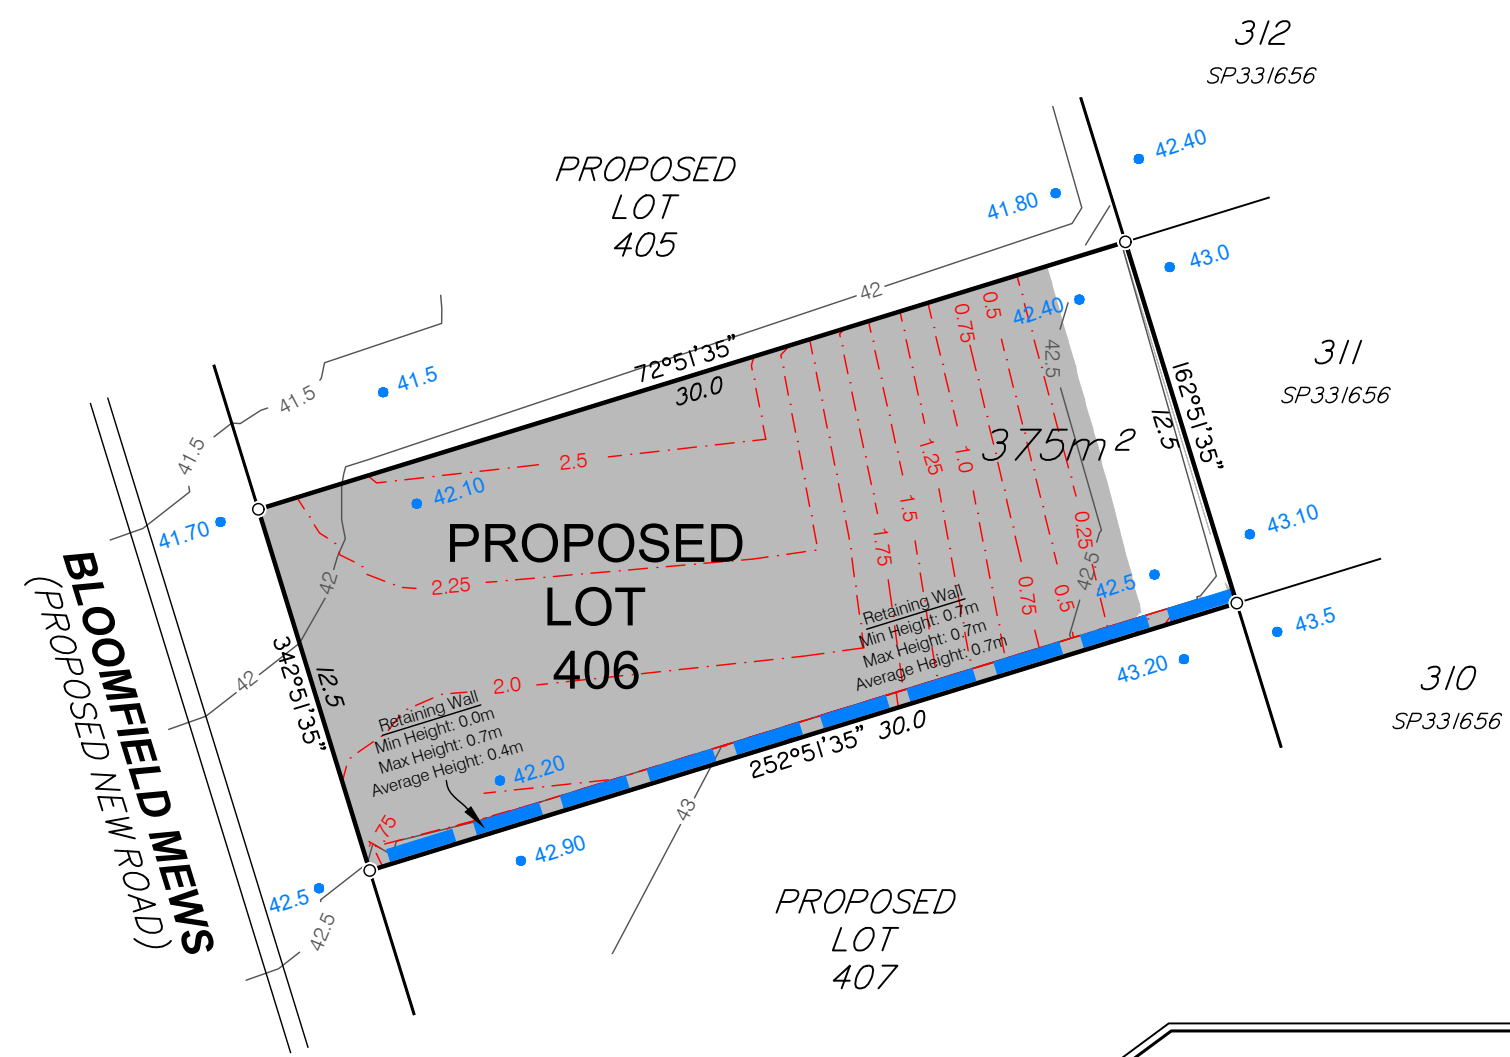 312
SP331656
42.40
PROPOSED
LOT
405
41.80
43.0
42
42.40
42.5
0.5
0.75
311
SP331656
72°51'35"
30.0
41.5
41.5
41.5
162°51'35"
12.5
375m2
2.5
1.25
1.0
42.10
41.70
1.5
1.75
0.25
43.10
PROPOSED
LOT
406
2.25
42
42.5
42.5
0.75
0.5
Retaining Wall
Min Height: 0.7m
Max Height: 0.7m
Average Height: 0.7m
43.5
43.20
BLOOMFIELD MEWS
(PROPOSED NEW ROAD)
342°51'35"
12.5
42
2.0
310
SP331656
Retaining Wall
Min Height: 0.0m
Max Height: 0.7m
Average Height: 0.4m
42.20
252°51'35"
30.0
43
75
42.90
42.5
42.5
PROPOSED
LOT
407